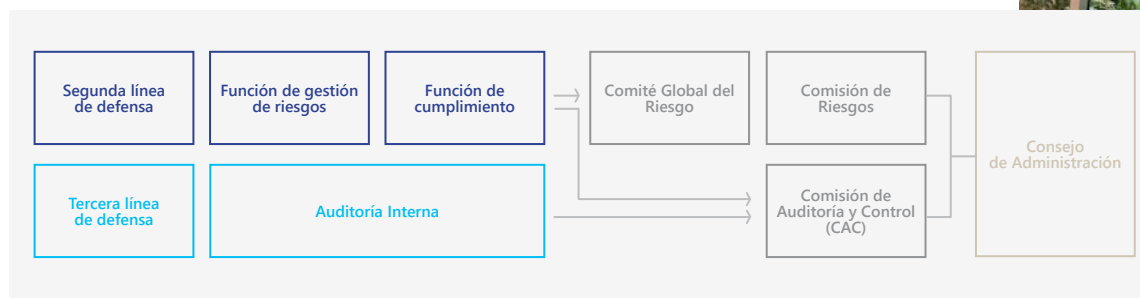 Segunda línea
de defensa
Función de gestión
de riesgos
Función de
cumplimiento
Comité Global del
Riesgo
Comisión de
Riesgos
Consejo
de Administración
Tercera línea
de defensa
Auditoría Interna
Comisión de
Auditoría y Control
(CAC)